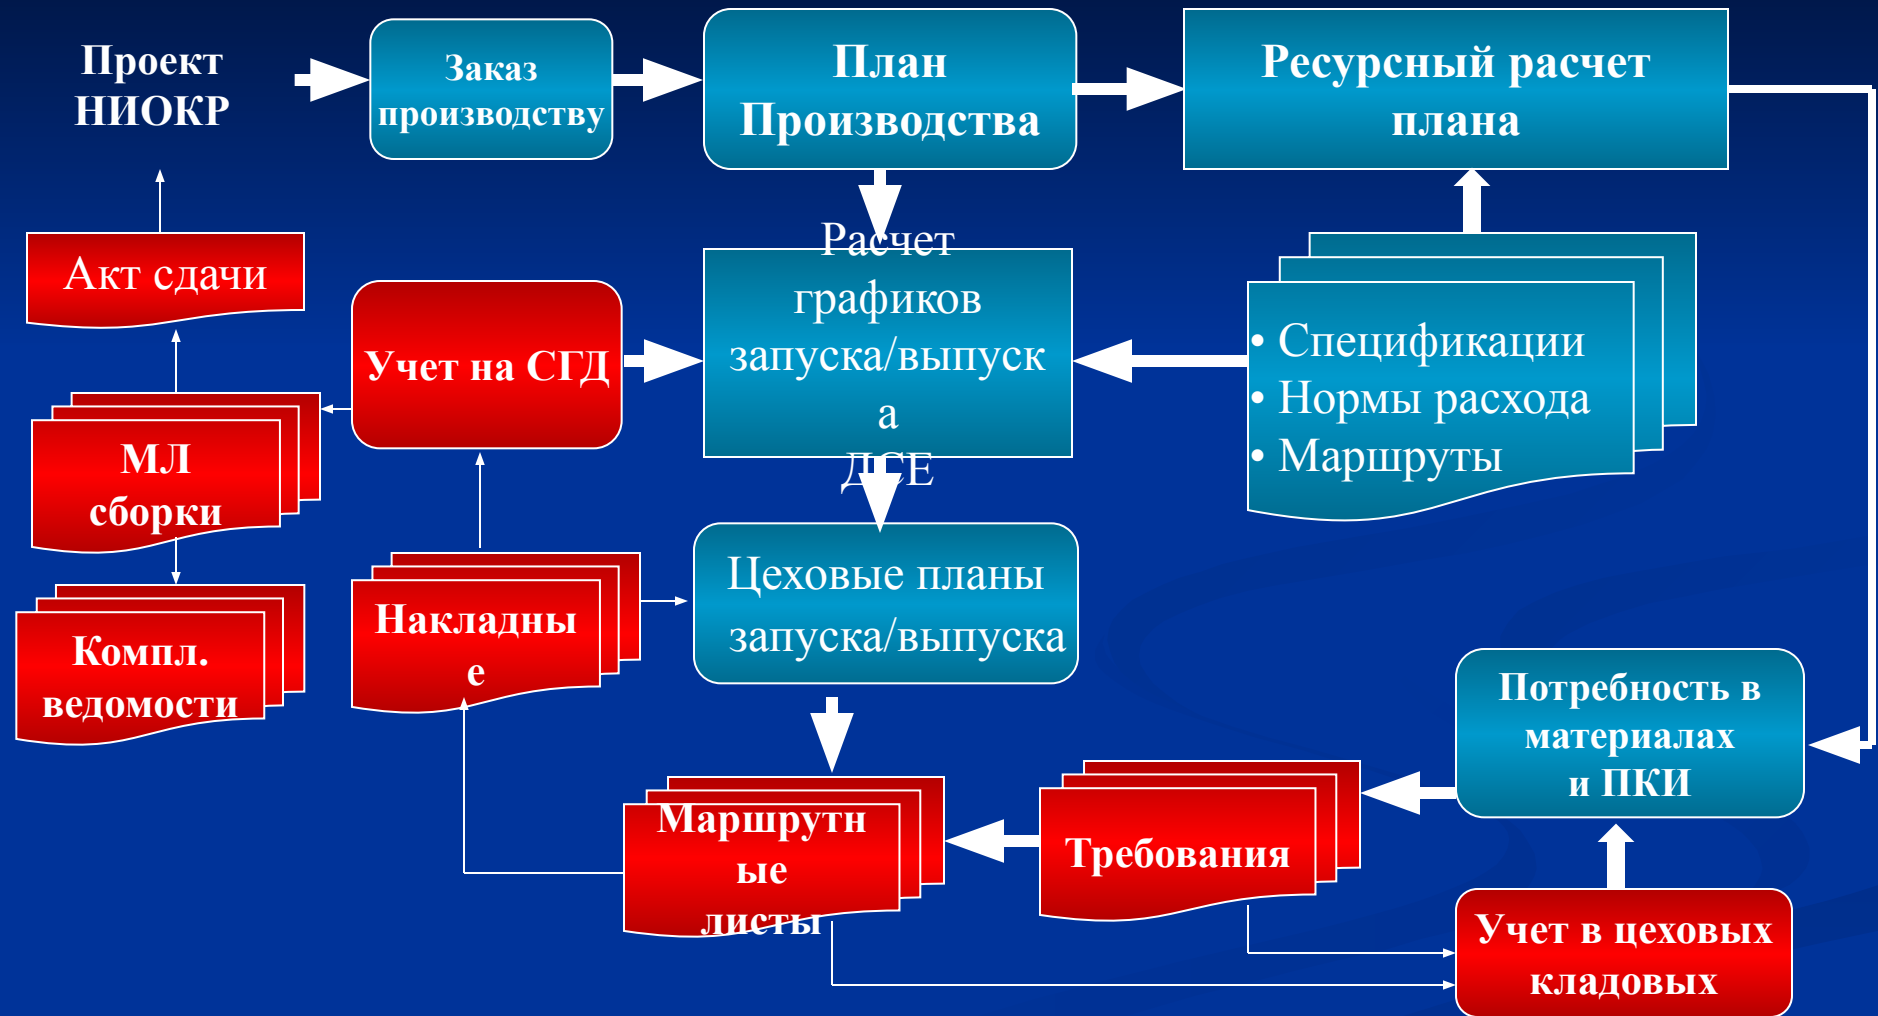 Проект
НИОКР
Заказ
производству
План
Производства
Ресурсный расчет
плана
Акт сдачи
Учет на СГД
Расчет
графиков
запуска/выпуск
а
ДСЕ
• Спецификации
• Нормы расхода
• Маршруты
МЛ
сборки
Накладны
е
Цеховые планы
запуска/выпуска
Компл.
ведомости
Потребность в
материалах
и ПКИ
Маршрутн
ые
листы
Требования
Учет в цеховых
кладовых